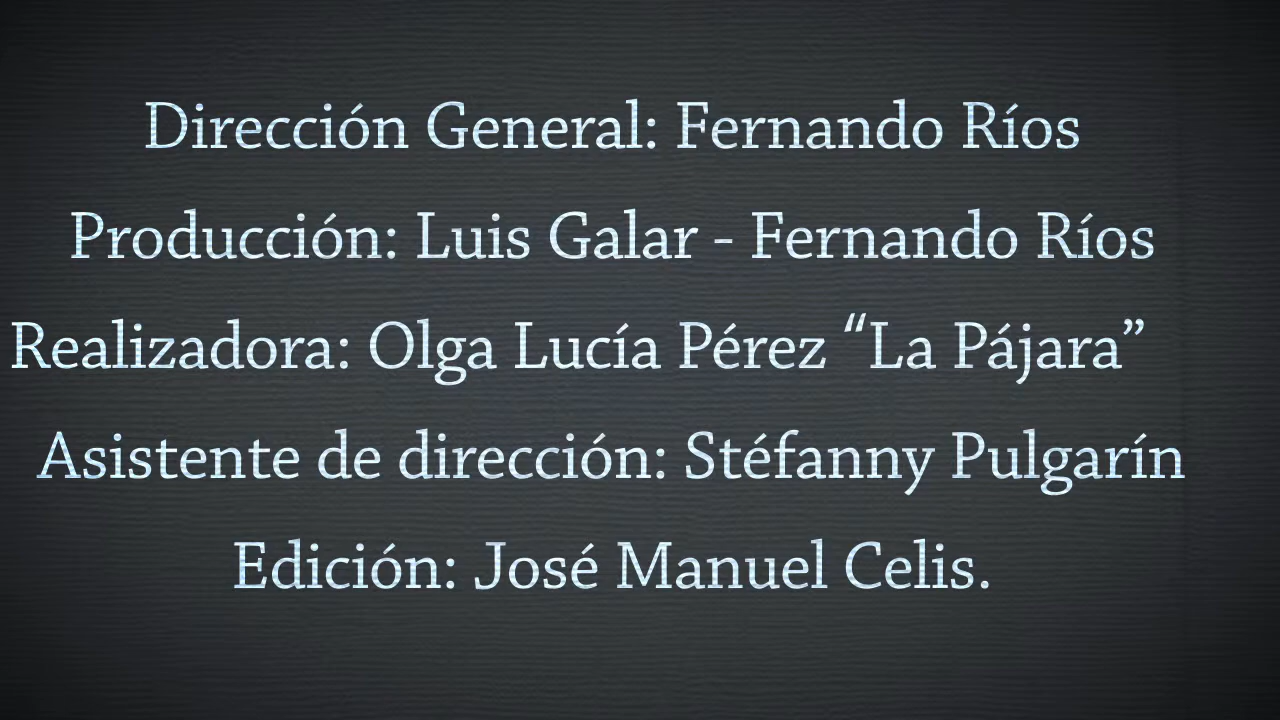 Dirección General: Fernando Ríos
Producción: Luis Galar - Fernando Ríos
Realizadora: Olga Lucía Pérez “La Pájara”
Asistente de dirección: Stéfanny Pulgarín
Edición: José Manuel Celis.